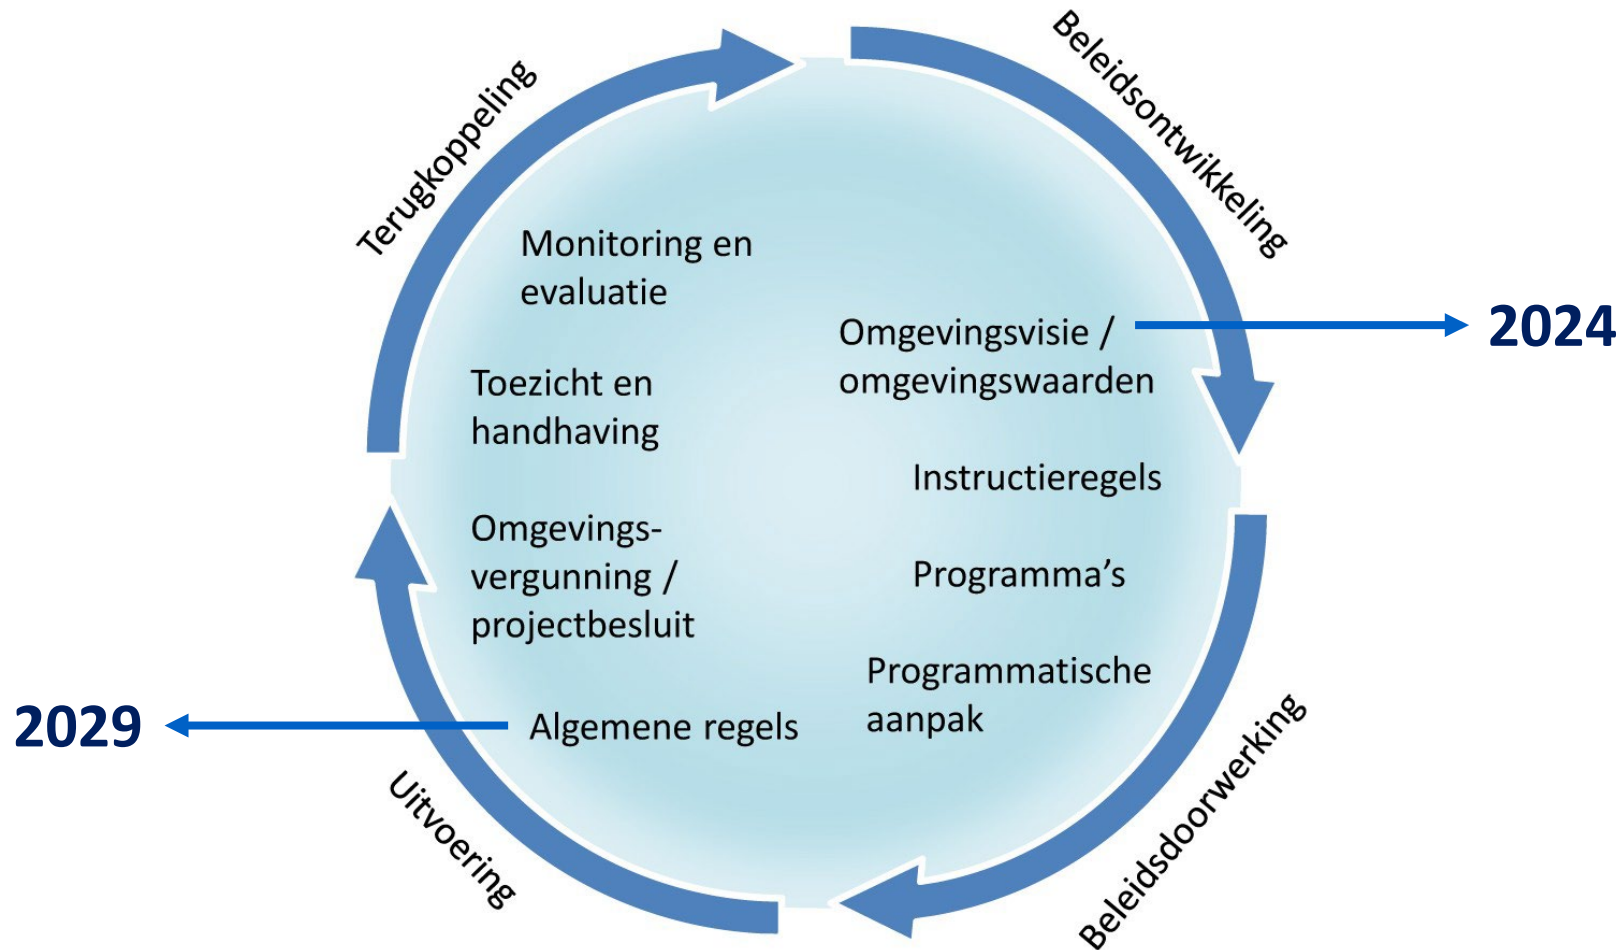 Beleidsontwikkeling
Terugkoppeling
Monitoring en
evaluatie
Omgevingsvisie /
omgevingswaarden
2024
Toezicht en
handhaving
Instructieregels
Omgevings-
vergunning /
projectbesluit
Programma’s
Programmatische
aanpak
2029
Algemene regels
Uitvoering
Beleidsdoorwerking